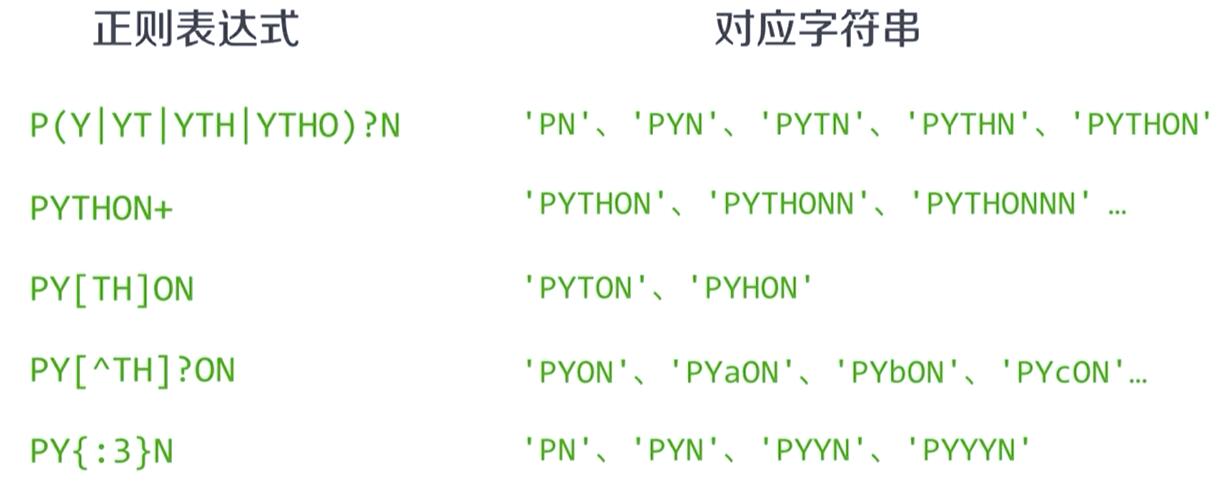 正则表达式 对应字符串
P(Y|YT|YTH|YTHO)?N 'PN'、 'PYN'、 'PYTN'、 'PYTHN'、 'PYTHON'
PYTHON+ 'PYTHON'、 'PYTHONN'、 'PYTHONNN' …
PY[TH]ON 'PYTON'、 'PYHON'
PY[^TH]?ON 'PYON'、 'PYaON'、 'PYbON'、 'PYcON'…
PY{:3}N 'PN'、 'PYN'、 'PYYN'、 'PYYYN'